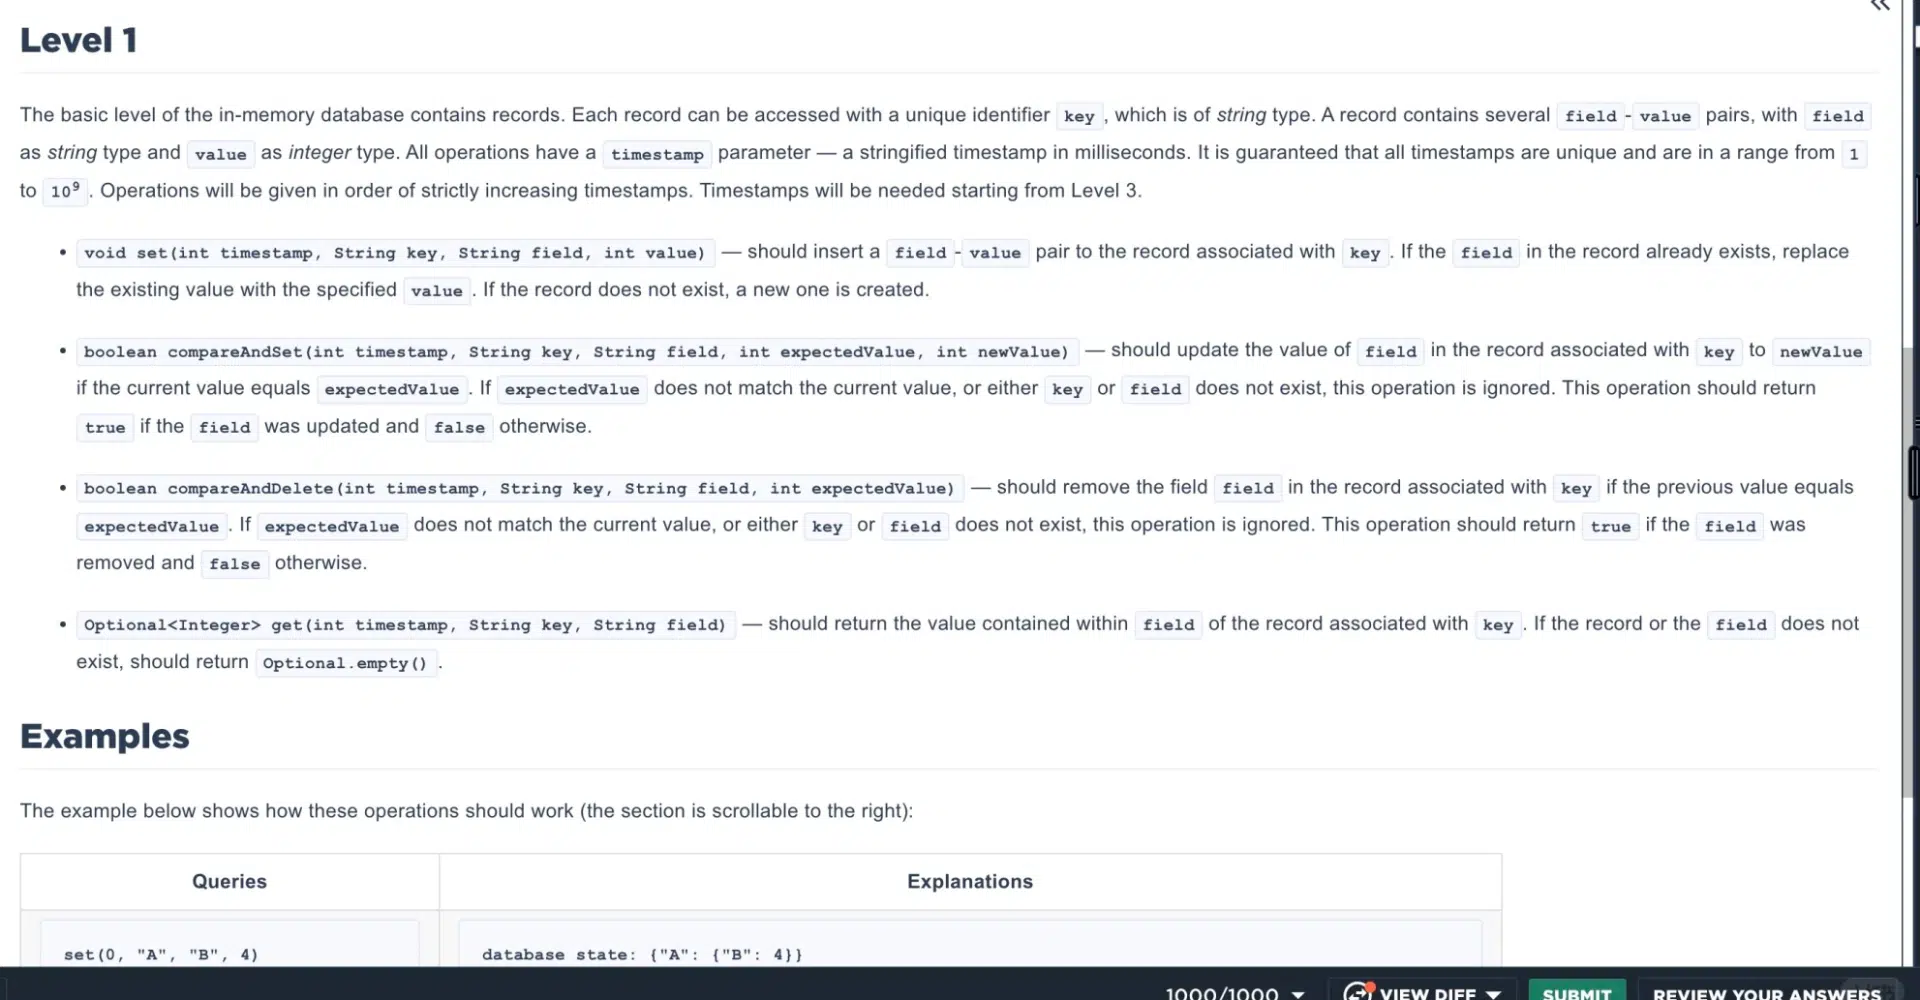 Level 1
The basic level of the in-memory database contains records. Each record can be accessed with a unique identifier key, which is of string type. A record contains several field-value pairs, with field
as string type and value as integer type. All operations have a timestamp parameter — a stringified timestamp in milliseconds. It is guaranteed that all timestamps are unique and are in a range from 1
to 10⁹. Operations will be given in order of strictly increasing timestamps. Timestamps will be needed starting from Level 3.
• void set(int timestamp, String key, String field, int value) — should insert a field-value pair to the record associated with key. If the field in the record already exists, replace
the existing value with the specified value. If the record does not exist, a new one is created.
• boolean compareAndSet(int timestamp, String key, String field, int expectedValue, int newValue) — should update the value of field in the record associated with key to newValue
if the current value equals expectedValue. If expectedValue does not match the current value, or either key or field does not exist, this operation is ignored. This operation should return
true if the field was updated and false otherwise.
• boolean compareAndDelete(int timestamp, String key, String field, int expectedValue) — should remove the field field in the record associated with key if the previous value equals
expectedValue. If expectedValue does not match the current value, or either key or field does not exist, this operation is ignored. This operation should return true if the field was
removed and false otherwise.
• Optional<Integer> get(int timestamp, String key, String field) — should return the value contained within field of the record associated with key. If the record or the field does not
exist, should return Optional.empty().
Examples
The example below shows how these operations should work (the section is scrollable to the right):
Queries Explanations
set(0, "A", "B", 4) database state: {"A": {"B": 4}}
1000/1000 VIEW DIFF SUBMIT REVIEW YOUR ANSWERS